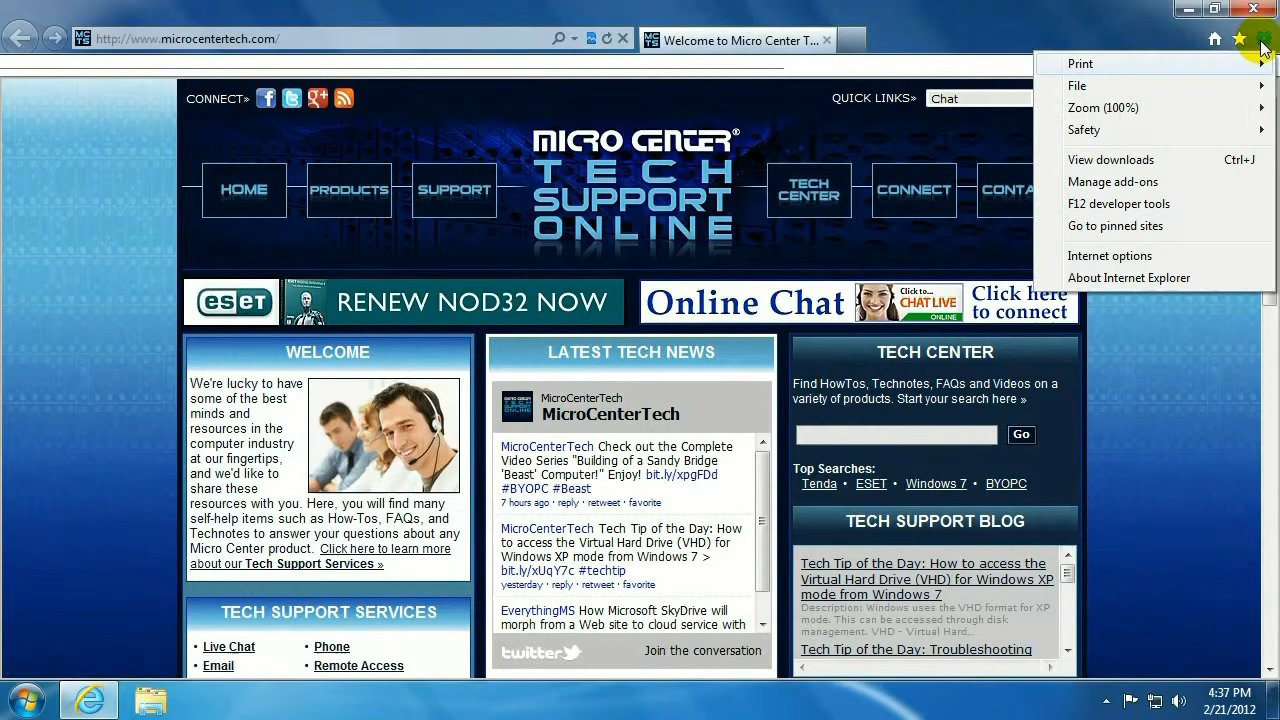 http://www.microcentertech.com/
Welcome to Micro Center T...
Print
File
Zoom (100%)
Safety
View downloads Ctrl+J
Manage add-ons
F12 developer tools
Go to pinned sites
Internet options
About Internet Explorer
CONNECT»
QUICK LINKS»
Chat
MICRO CENTER®
TECH
SUPPORT
ONLINE
HOME
PRODUCTS
SUPPORT
TECH
CENTER
CONNECT
CONTA
eseT
RENEW NOD32 NOW
Online Chat
Click to...
CHAT LIVE
ONLINE
Click here
to connect
WELCOME
We're lucky to have
some of the best
minds and
resources in the
computer industry
at our fingertips,
and we'd like to
share these
resources with you. Here, you will find many
self-help items such as How-Tos, FAQs, and
Technotes to answer your questions about any
Micro Center product. Click here to learn more
about our Tech Support Services »
TECH SUPPORT SERVICES
• Live Chat
• Phone
• Email
• Remote Access
LATEST TECH NEWS
MicroCenterTech
MicroCenterTech
MicroCenterTech Check out the Complete
Video Series "Building of a Sandy Bridge
'Beast' Computer!" Enjoy! bit.ly/xpgFDd
#BYOPC #Beast
7 hours ago · reply · retweet · favorite
MicroCenterTech Tech Tip of the Day: How
to access the Virtual Hard Drive (VHD) for
Windows XP mode from Windows 7 >
bit.ly/xUqY7c #techtip
yesterday · reply · retweet · favorite
EverythingMS How Microsoft SkyDrive will
morph from a Web site to cloud service with
twitter
Join the conversation
TECH CENTER
Find HowTos, Technotes, FAQs and Videos on a
variety of products. Start your search here »
Go
Top Searches:
Tenda • ESET • Windows 7 • BYOPC
TECH SUPPORT BLOG
Tech Tip of the Day: How to access the
Virtual Hard Drive (VHD) for Windows XP
mode from Windows 7
Description: Windows uses the VHD format for XP
mode. This can be accessed through disk
management. VHD - Virtual Hard...
Tech Tip of the Day: Troubleshooting
4:37 PM
2/21/2012